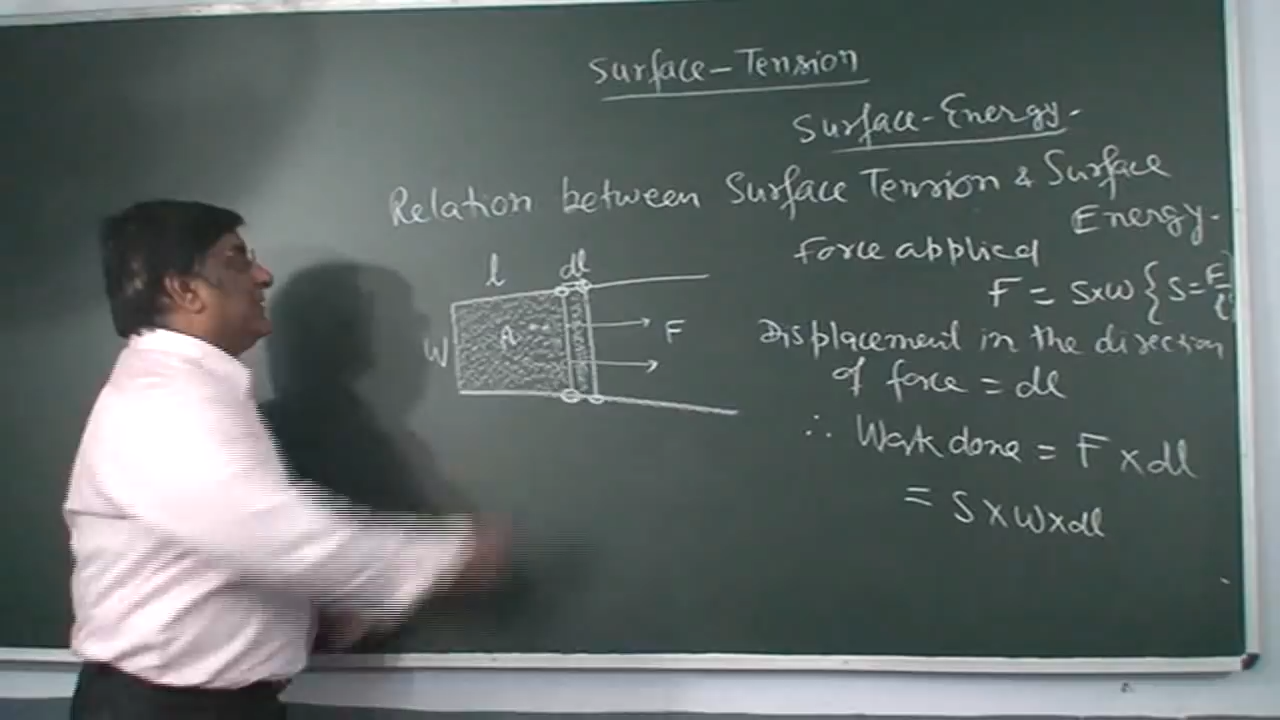 Surface-Tension
Surface-Energy.
Relation between Surface Tension & Surface
Energy.
Force applied
F = S×W { S = F/l }
Displacement in the direction
of force = dl
∴ Work done = F × dl
= S × W × dl
l dl
W A F